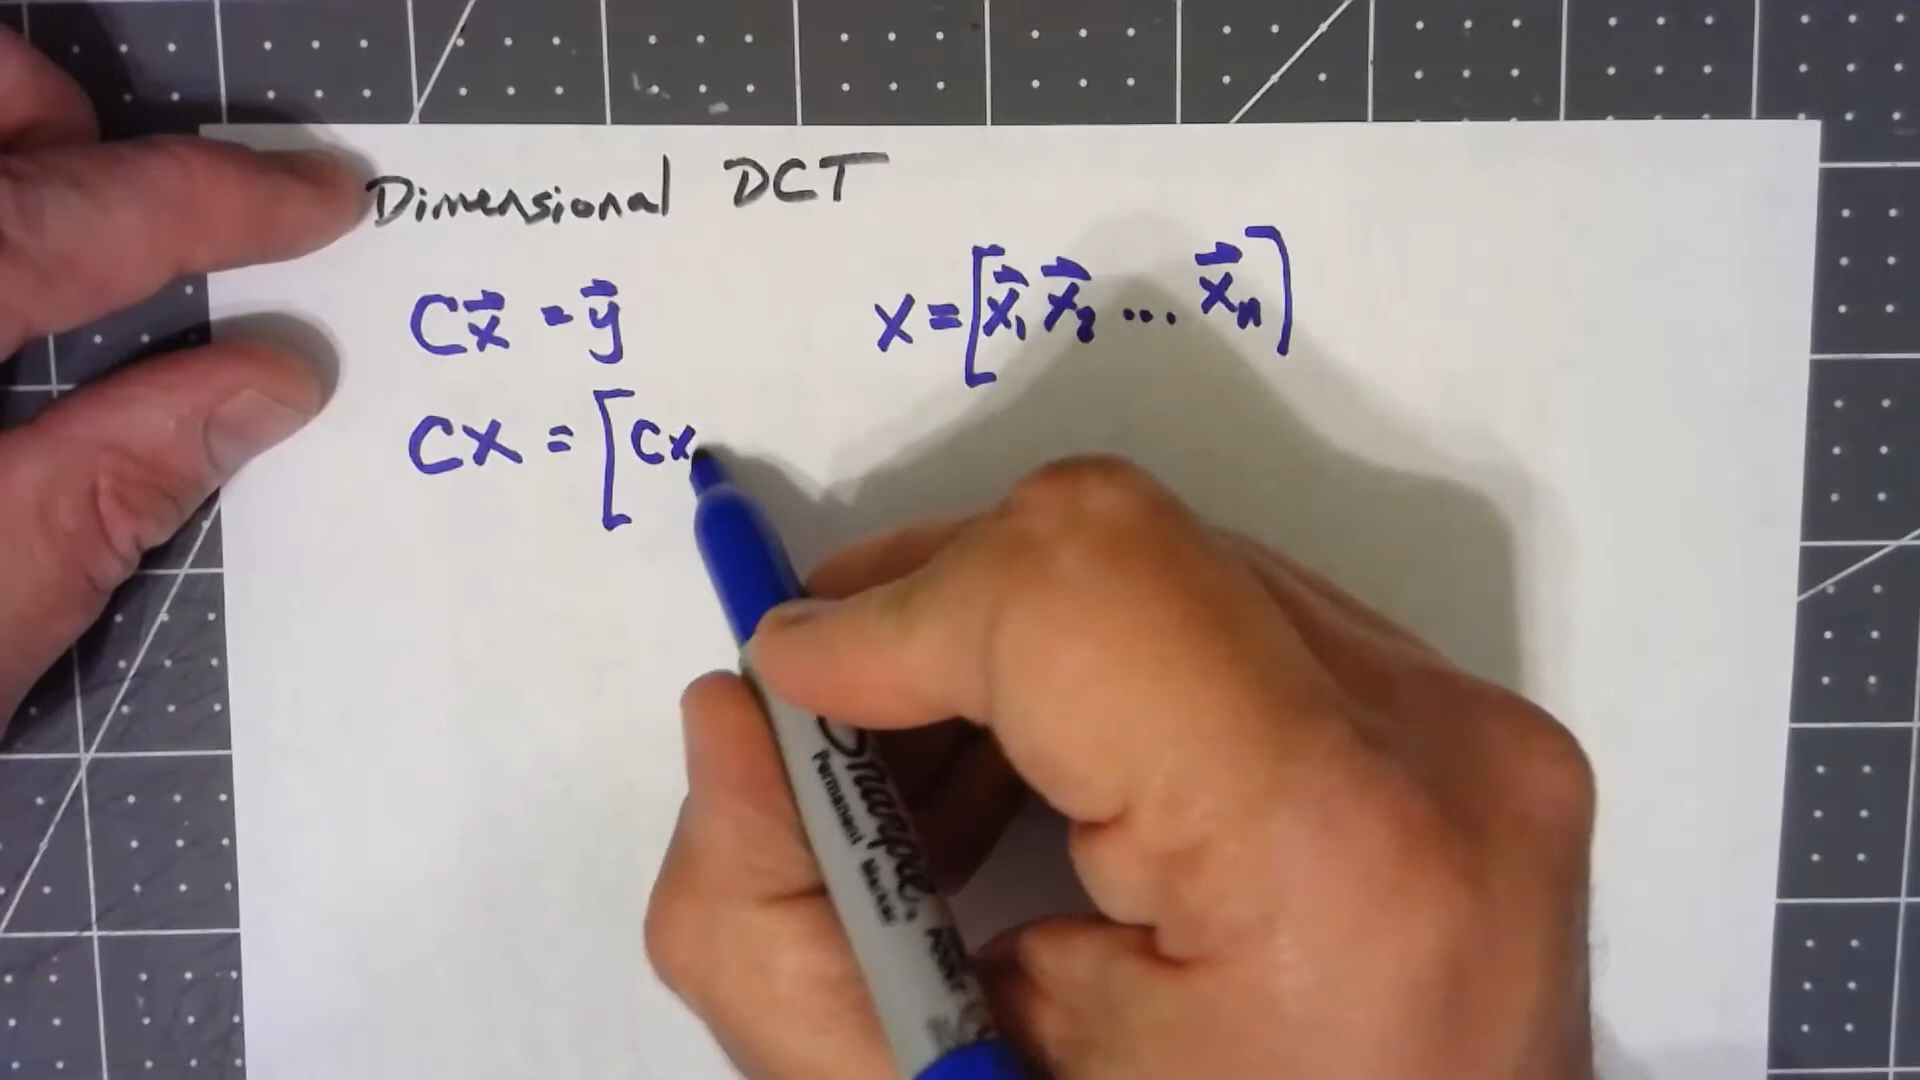 Dimensional DCT
Cx⃗ = y⃗
X = [x⃗₁ x⃗₂ ... x⃗ₙ]
CX = [Cx
Sharpie
Permanent Marker